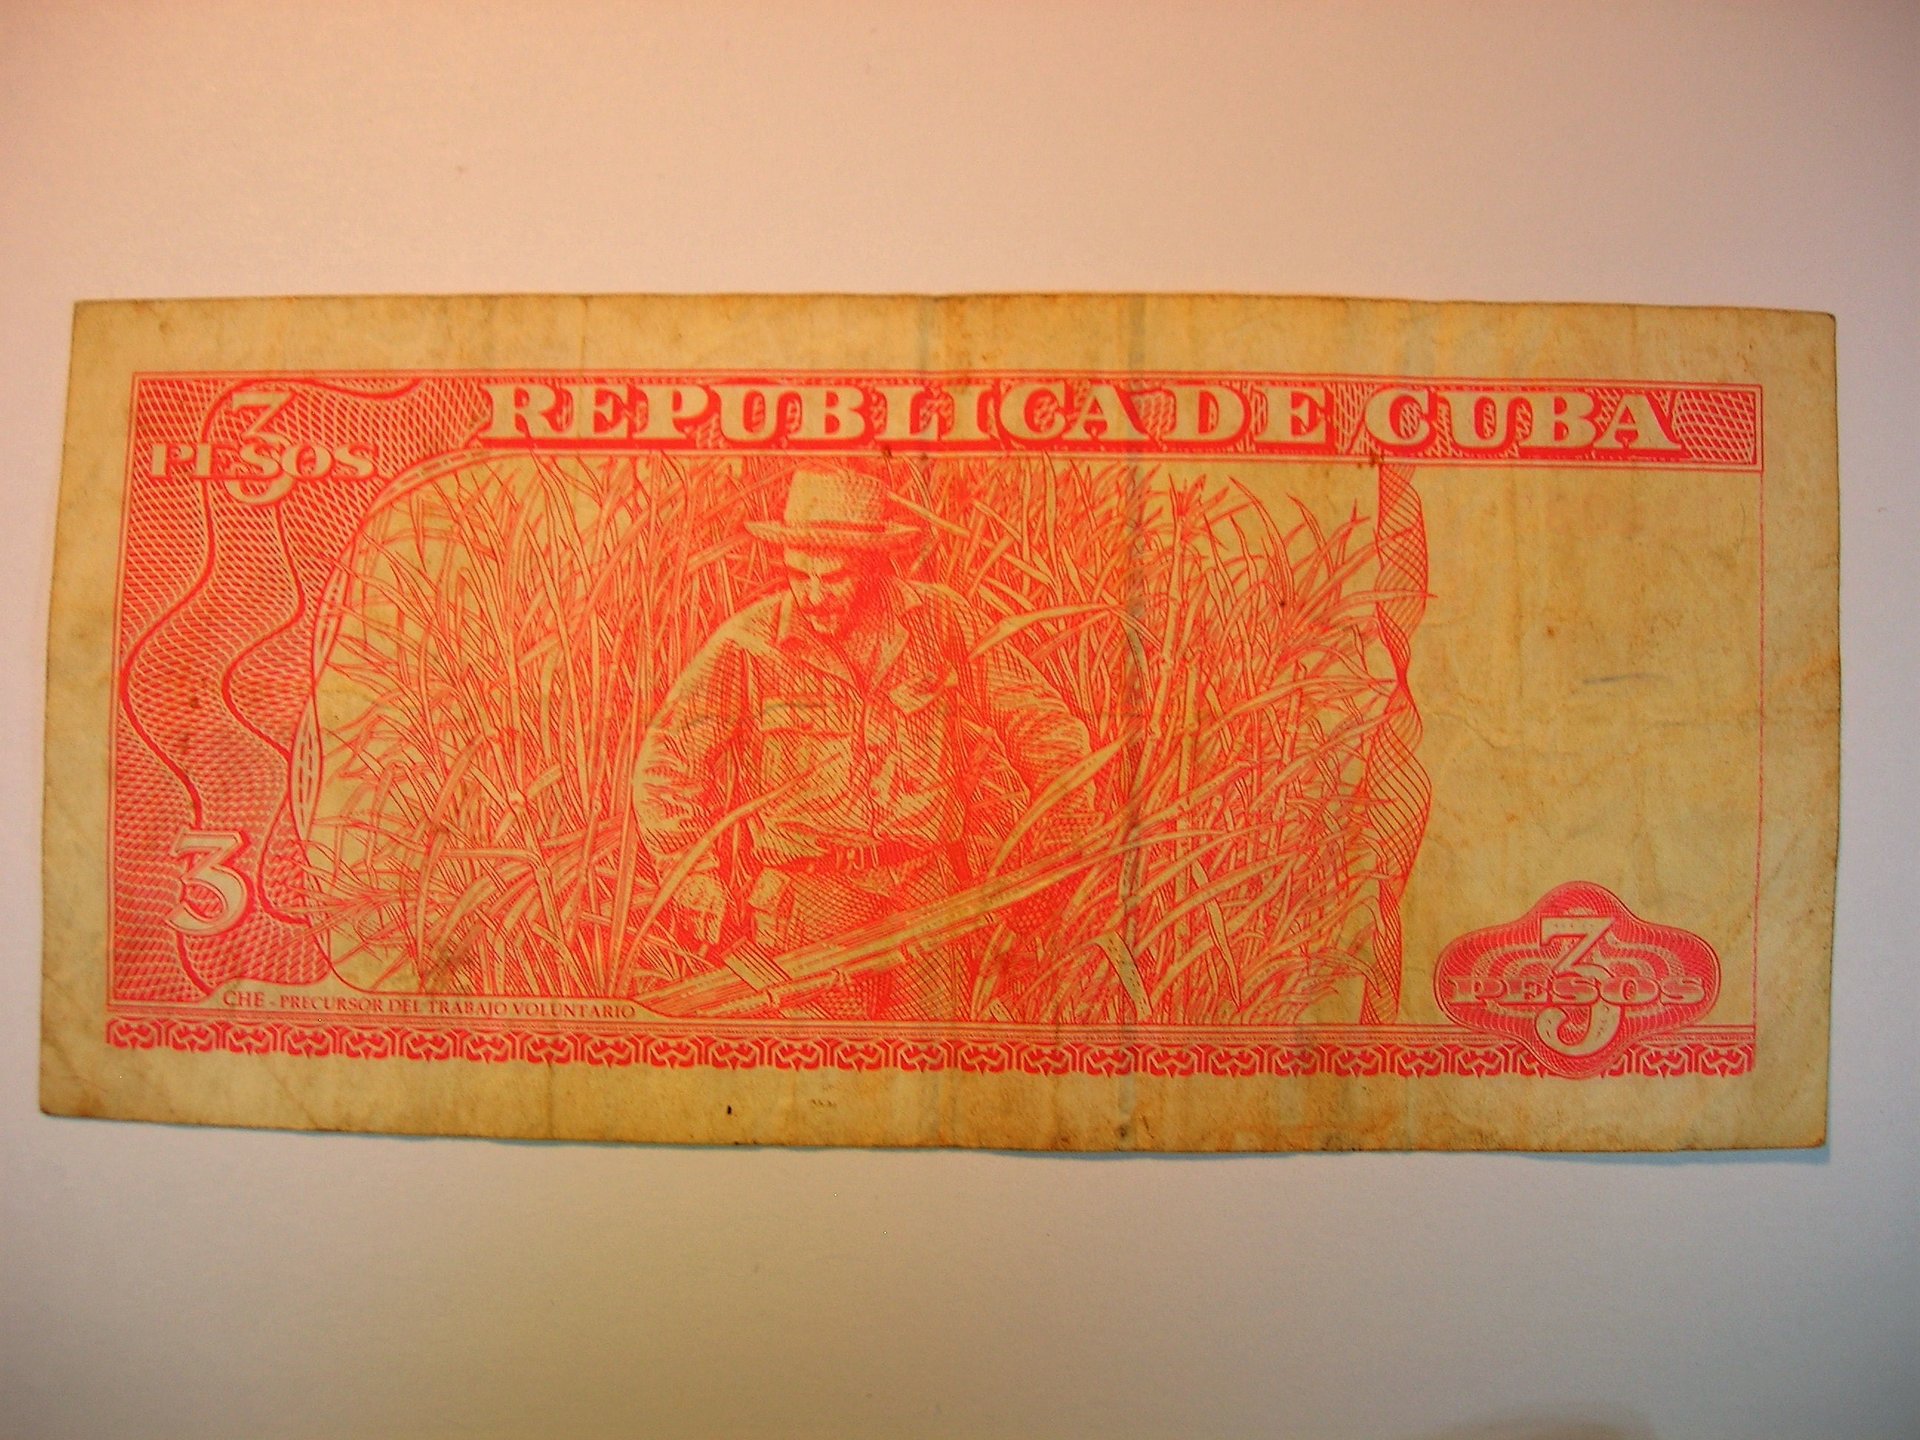 REPUBLICA DE CUBA
3
PESOS
3
CHE - PRECURSOR DEL TRABAJO VOLUNTARIO
3
PESOS